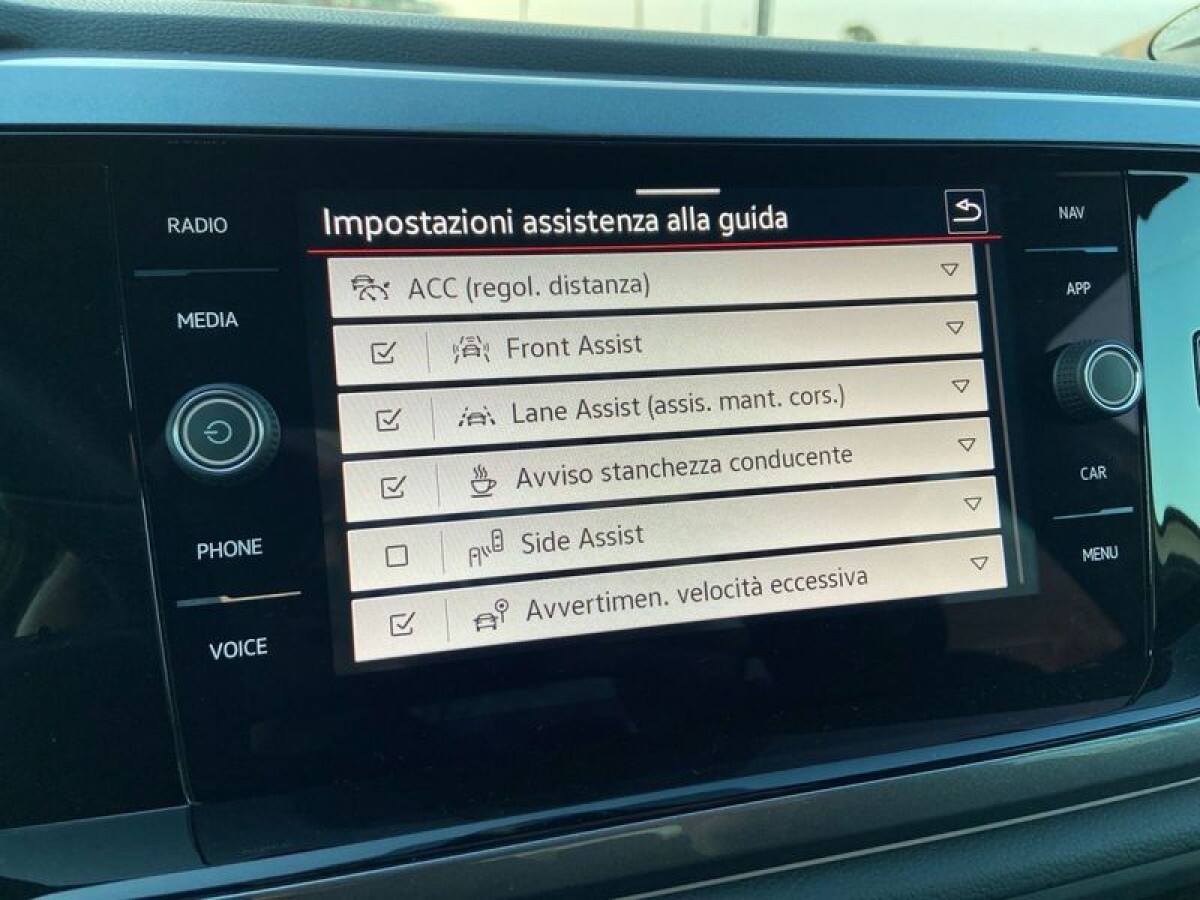 RADIO
MEDIA
PHONE
VOICE
Impostazioni assistenza alla guida
ACC (regol. distanza)
Front Assist
Lane Assist (assis. mant. cors.)
Avviso stanchezza conducente
Side Assist
Avvertimen. velocità eccessiva
NAV
APP
CAR
MENU